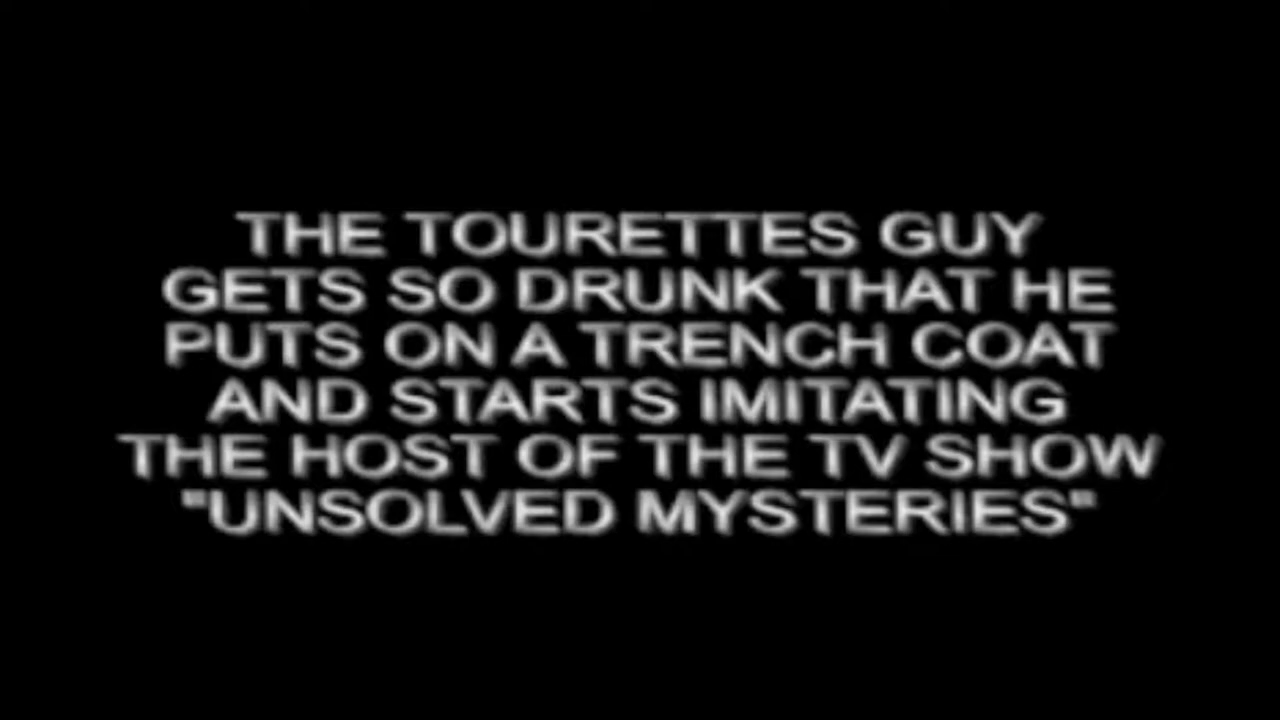 THE TOURETTES GUY
GETS SO DRUNK THAT HE
PUTS ON A TRENCH COAT
AND STARTS IMITATING
THE HOST OF THE TV SHOW
"UNSOLVED MYSTERIES"